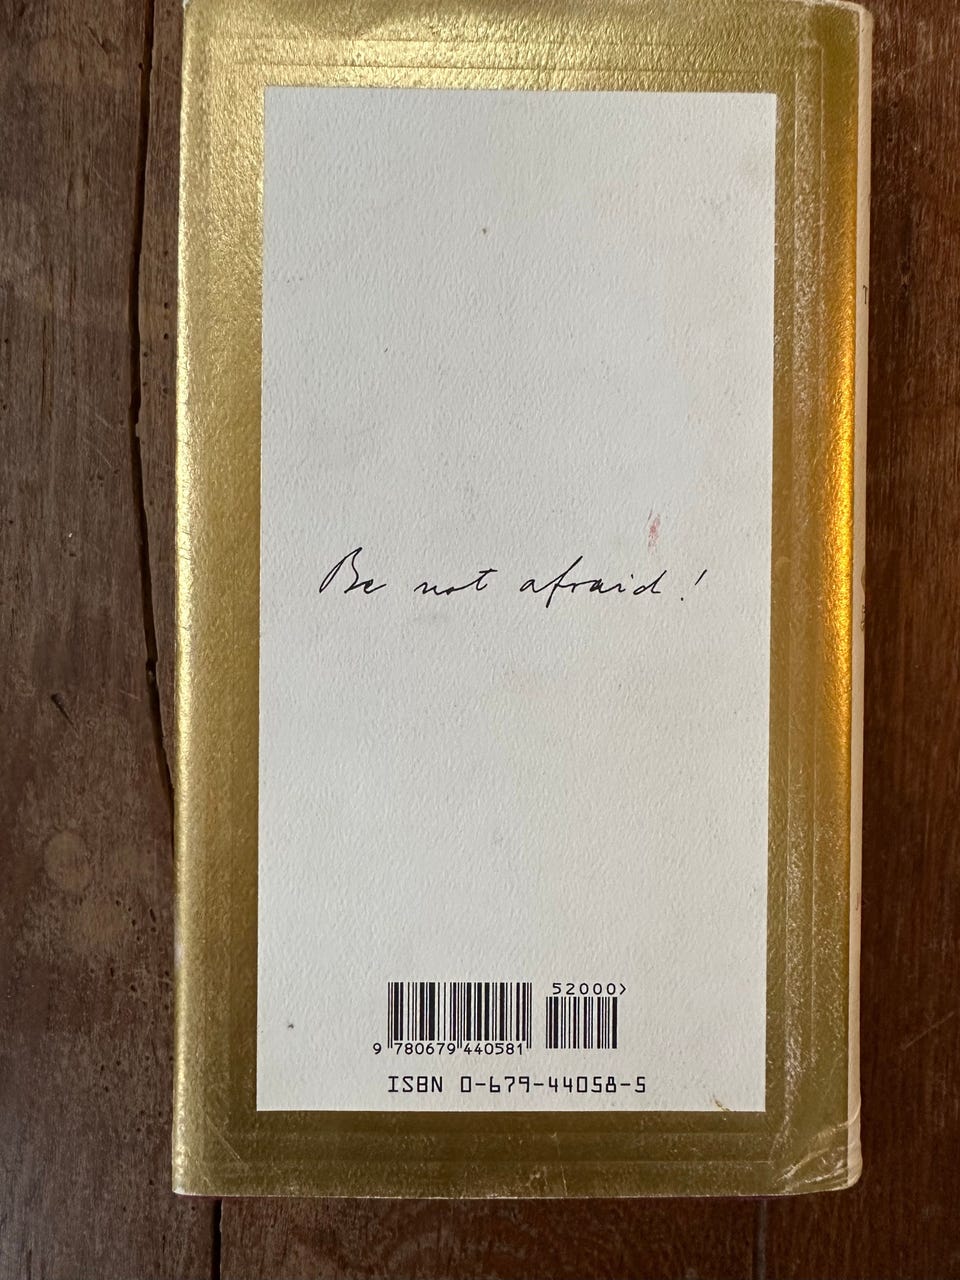 Be not afraid!
52000>
9 780679 440581
ISBN 0-679-44058-5